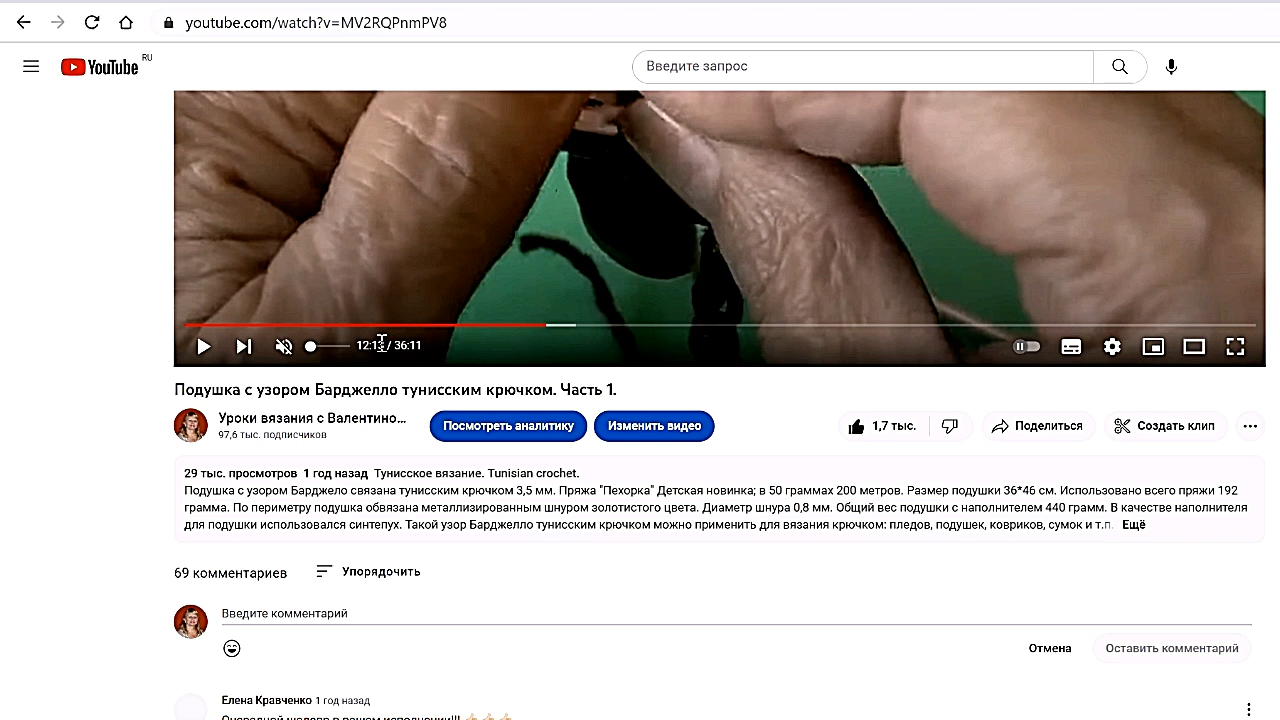 youtube.com/watch?v=MV2RQPnmPV8
YouTube RU
Введите запрос
12:13 / 36:11
Подушка с узором Барджелло тунисским крючком. Часть 1.
Уроки вязания с Валентино...
97,6 тыс. подписчиков
Посмотреть аналитику
Изменить видео
1,7 тыс.
Поделиться
Создать клип
29 тыс. просмотров 1 год назад Тунисское вязание. Tunisian crochet.
Подушка с узором Барджело связана тунисским крючком 3,5 мм. Пряжа "Пехорка" Детская новинка; в 50 граммах 200 метров. Размер подушки 36*46 см. Использовано всего пряжи 192
грамма. По периметру подушка обвязана металлизированным шнуром золотистого цвета. Диаметр шнура 0,8 мм. Общий вес подушки с наполнителем 440 грамм. В качестве наполнителя
для подушки использовался синтепух. Такой узор Барджелло тунисским крючком можно применить для вязания крючком: пледов, подушек, ковриков, сумок и т.п. Ещё
69 комментариев
Упорядочить
Введите комментарий
Отмена
Оставить комментарий
Елена Кравченко 1 год назад
Очередной шедевр в вашем исполнении!!! 👍🏻👍🏻👍🏻